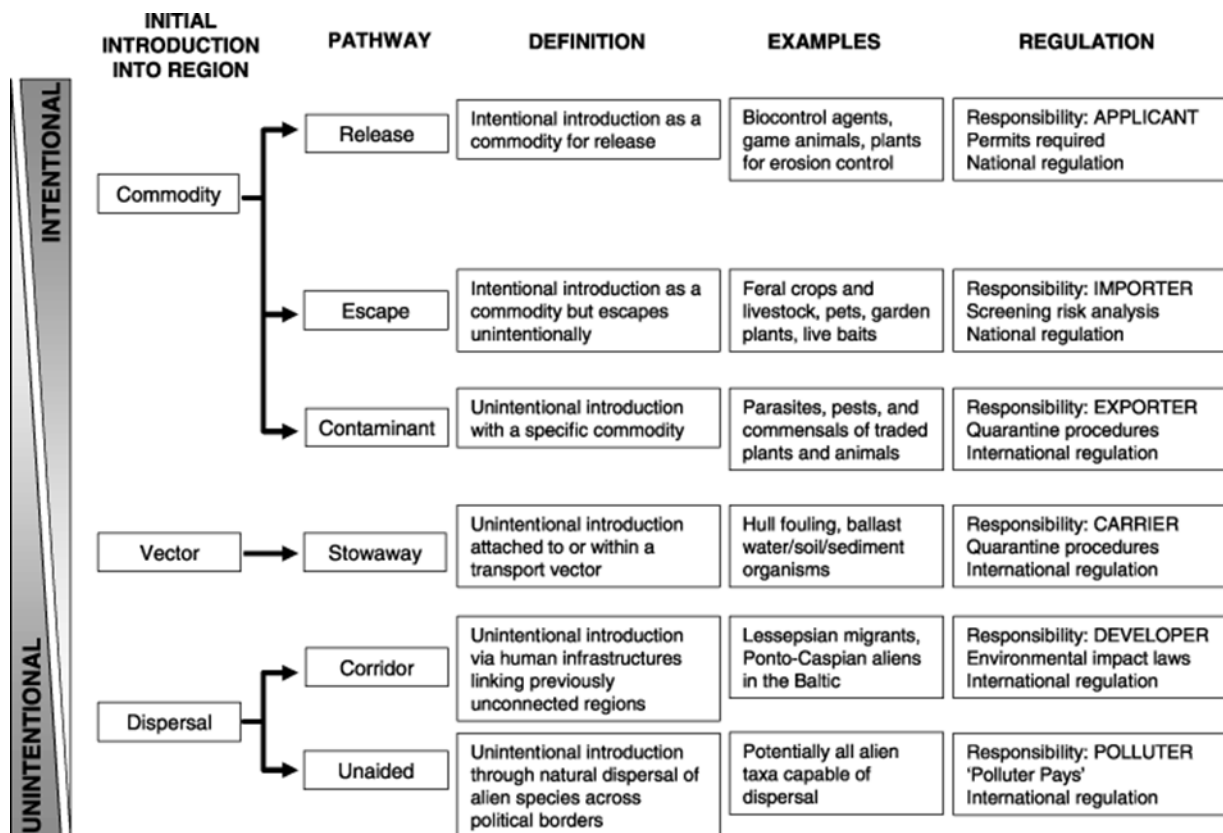 INITIAL
INTRODUCTION
INTO REGION
PATHWAY
DEFINITION
EXAMPLES
REGULATION
INTENTIONAL
UNINTENTIONAL
Commodity
Release
Intentional introduction as a
commodity for release
Biocontrol agents,
game animals, plants
for erosion control
Responsibility: APPLICANT
Permits required
National regulation
Escape
Intentional introduction as a
commodity but escapes
unintentionally
Feral crops and
livestock, pets, garden
plants, live baits
Responsibility: IMPORTER
Screening risk analysis
National regulation
Contaminant
Unintentional introduction
with a specific commodity
Parasites, pests, and
commensals of traded
plants and animals
Responsibility: EXPORTER
Quarantine procedures
International regulation
Vector
Stowaway
Unintentional introduction
attached to or within a
transport vector
Hull fouling, ballast
water/soil/sediment
organisms
Responsibility: CARRIER
Quarantine procedures
International regulation
Dispersal
Corridor
Unintentional introduction
via human infrastructures
linking previously
unconnected regions
Lessepsian migrants,
Ponto-Caspian aliens
in the Baltic
Responsibility: DEVELOPER
Environmental impact laws
International regulation
Unaided
Unintentional introduction
through natural dispersal of
alien species across
political borders
Potentially all alien
taxa capable of
dispersal
Responsibility: POLLUTER
‘Polluter Pays’
International regulation